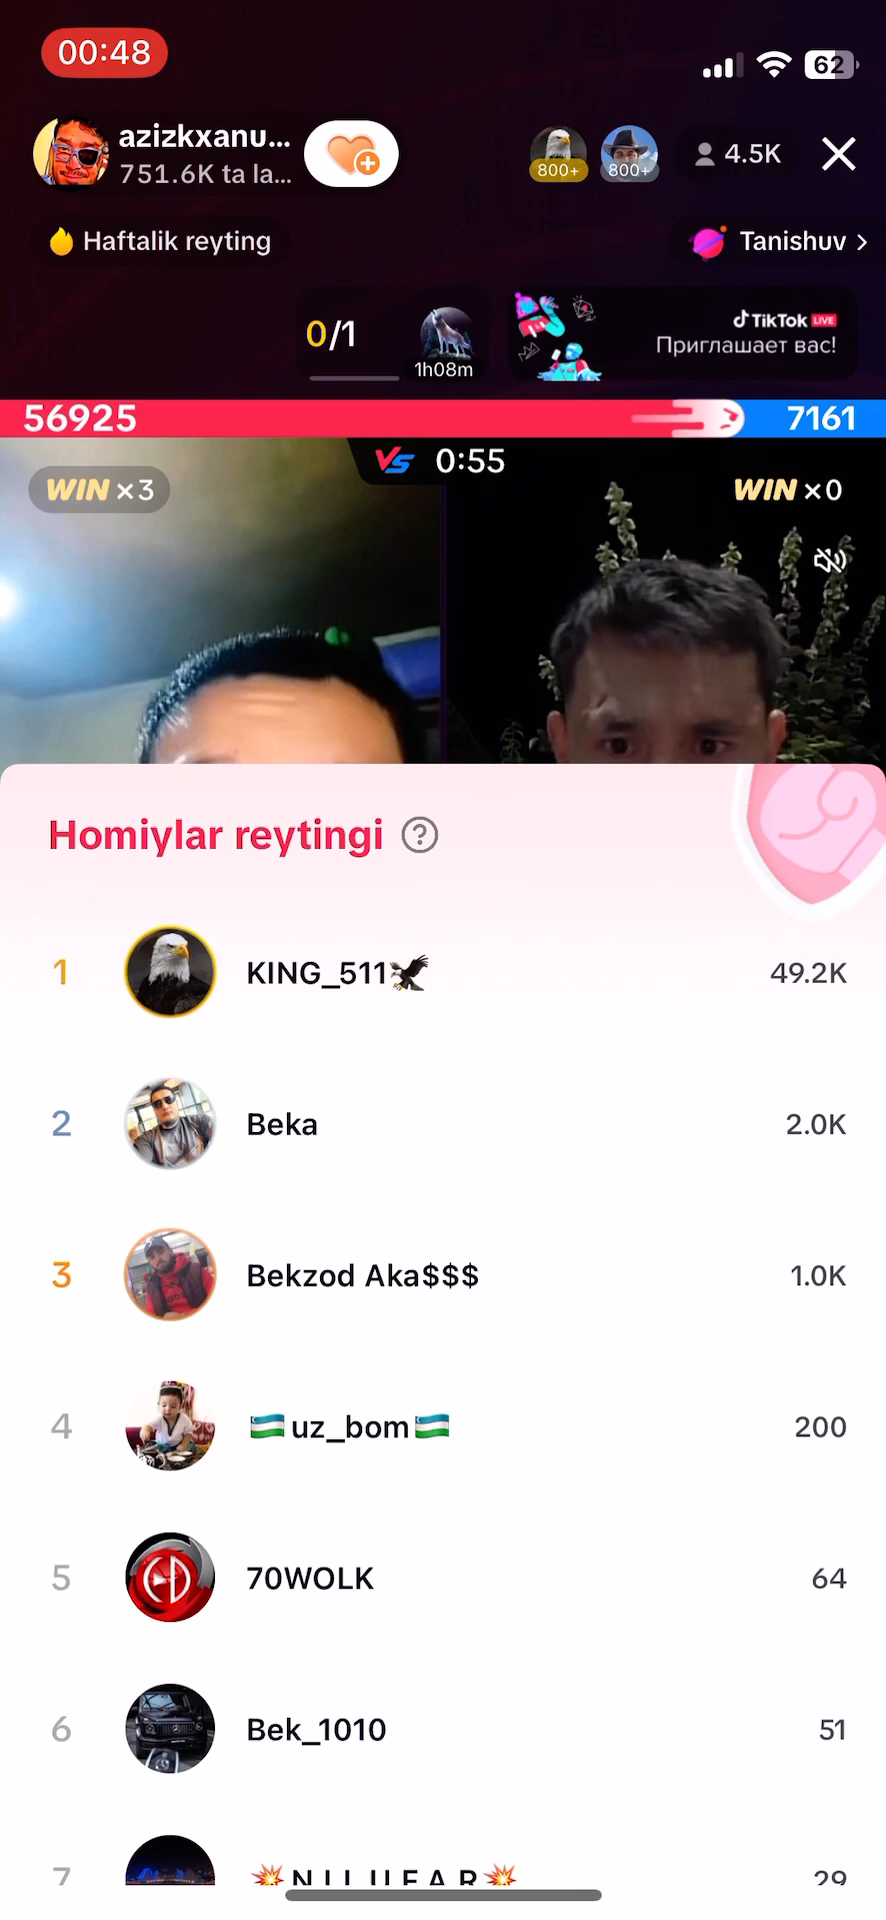 00:48
62
azizkxanu...
751.6K ta la...
800+
800+
4.5K
Haftalik reyting
Tanishuv
0/1
1h08m
TikTok LIVE
Приглашает вас!
56925
7161
VS 0:55
WIN ×3
WIN ×0
Homiylar reytingi ?
1 KING_511🦅 49.2K
2 Beka 2.0K
3 Bekzod Aka$$$ 1.0K
4 🇺🇿uz_bom🇺🇿 200
5 70WOLK 64
6 Bek_1010 51
7 29